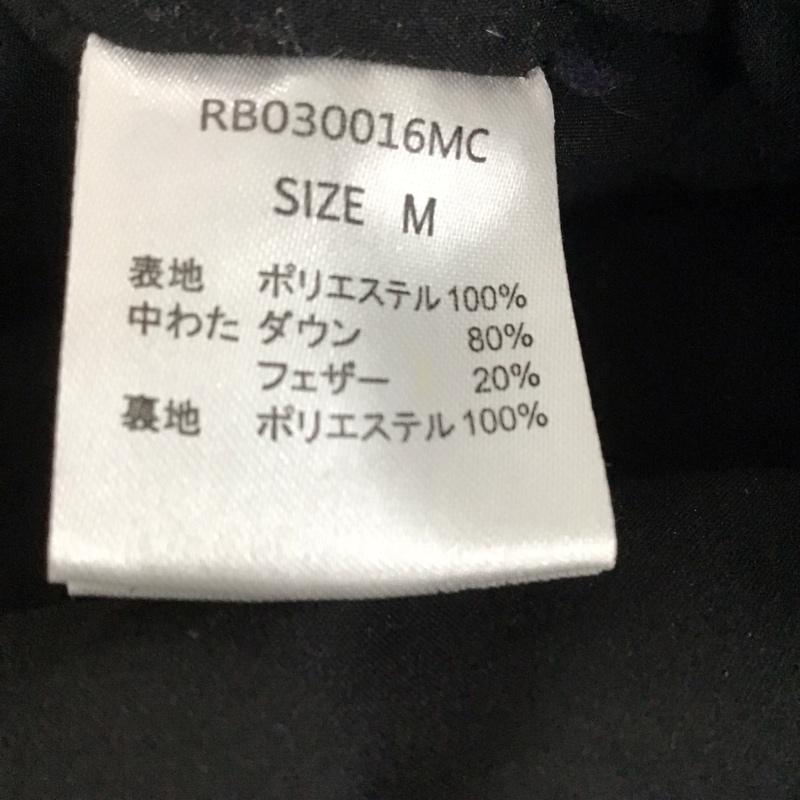 RB030016MC
SIZE M
表地 ポリエステル100%
中わた ダウン 80%
フェザー 20%
裏地 ポリエステル100%